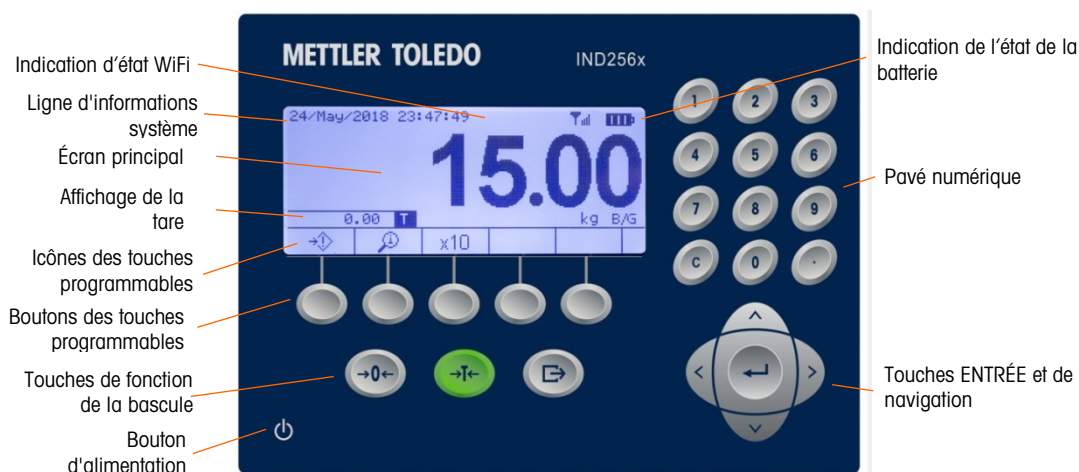 METTLER TOLEDO
IND256x
Indication d'état WiFi
Ligne d'informations
système
Écran principal
Affichage de la
tare
Icônes des touches
programmables
Boutons des touches
programmables
Touches de fonction
de la bascule
Bouton
d'alimentation
24/May/2018 23:47:49
15.00
0.00 T
kg B/G
x10
→0←
→T←
1 2 3
4 5 6
7 8 9
C 0 .
Indication de l'état de la
batterie
Pavé numérique
Touches ENTRÉE et de
navigation